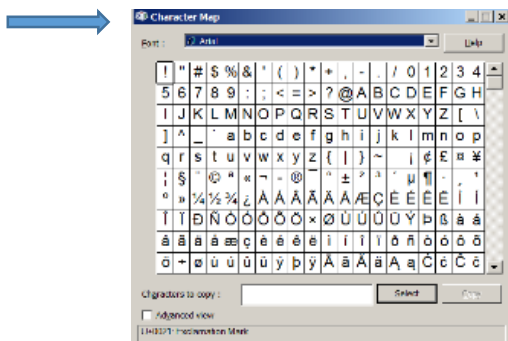 Character Map
Font : Arial Help
! " # $ % & ' ( ) * + , - . / 0 1 2 3 4
5 6 7 8 9 : ; < = > ? @ A B C D E F G H
I J K L M N O P Q R S T U V W X Y Z [ \
] ^ _ ` a b c d e f g h i j k l m n o p
q r s t u v w x y z { | } ~ ¡ ¢ £ ¤ ¥
¦ § ¨ © ª « ¬ - ® ¯ ° ± ² ³ ´ µ ¶ · ¸ ¹
º » ¼ ½ ¾ ¿ À Á Â Ã Ä Å Æ Ç È É Ê Ë Ì Í
Î Ï Ð Ñ Ò Ó Ô Õ Ö × Ø Ù Ú Û Ü Ý Þ ß à á
â ã ä å æ ç è é ê ë ì í î ï ð ñ ò ó ô õ
ö ÷ ø ù ú û ü ý þ ÿ Ā ā Ă ă Ą ą Ć ć Ĉ ĉ
Characters to copy : Select Copy
Advanced view
U+0021: Exclamation Mark